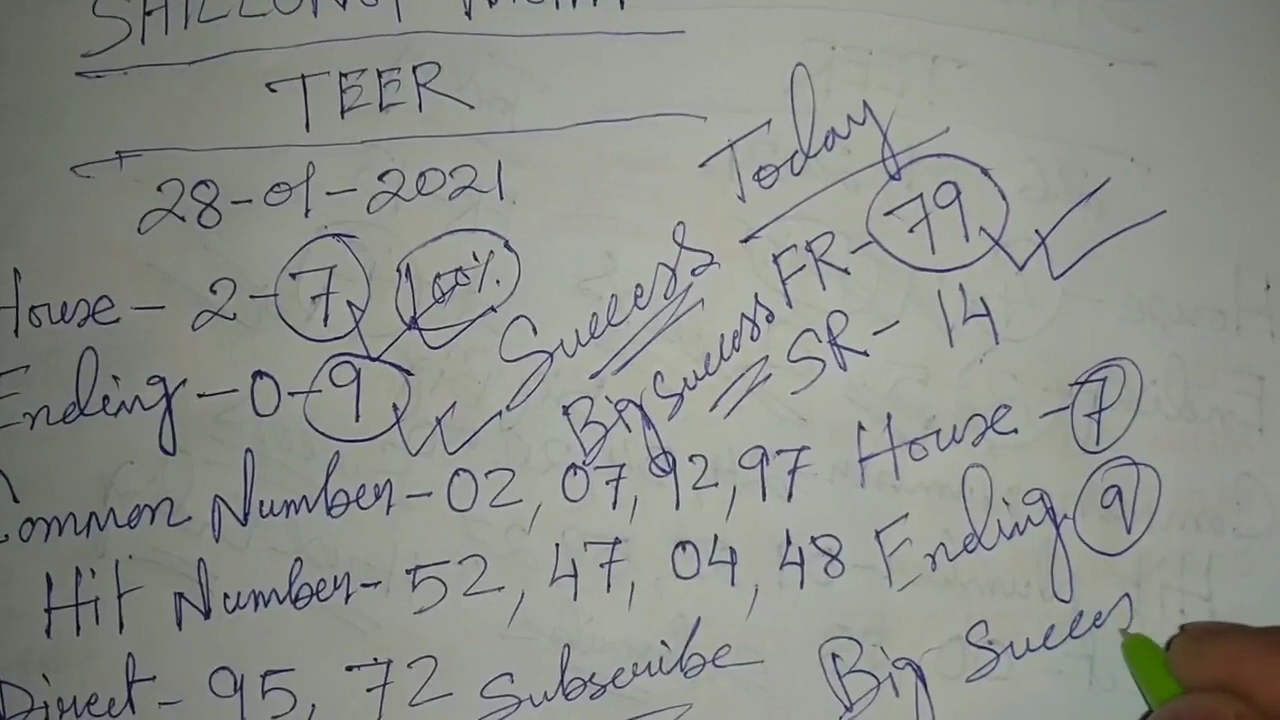 SHILLONG
TEER
28-01-2021
Today
House - 2-7 100%
Success
FR- 79
Ending - 0-9
Big Success
SR- 14
Common Number - 02, 07, 92, 97
House - 7
Hit Number - 52, 47, 04, 48
Ending 9
Direct - 95, 72
Subscribe
Big Success